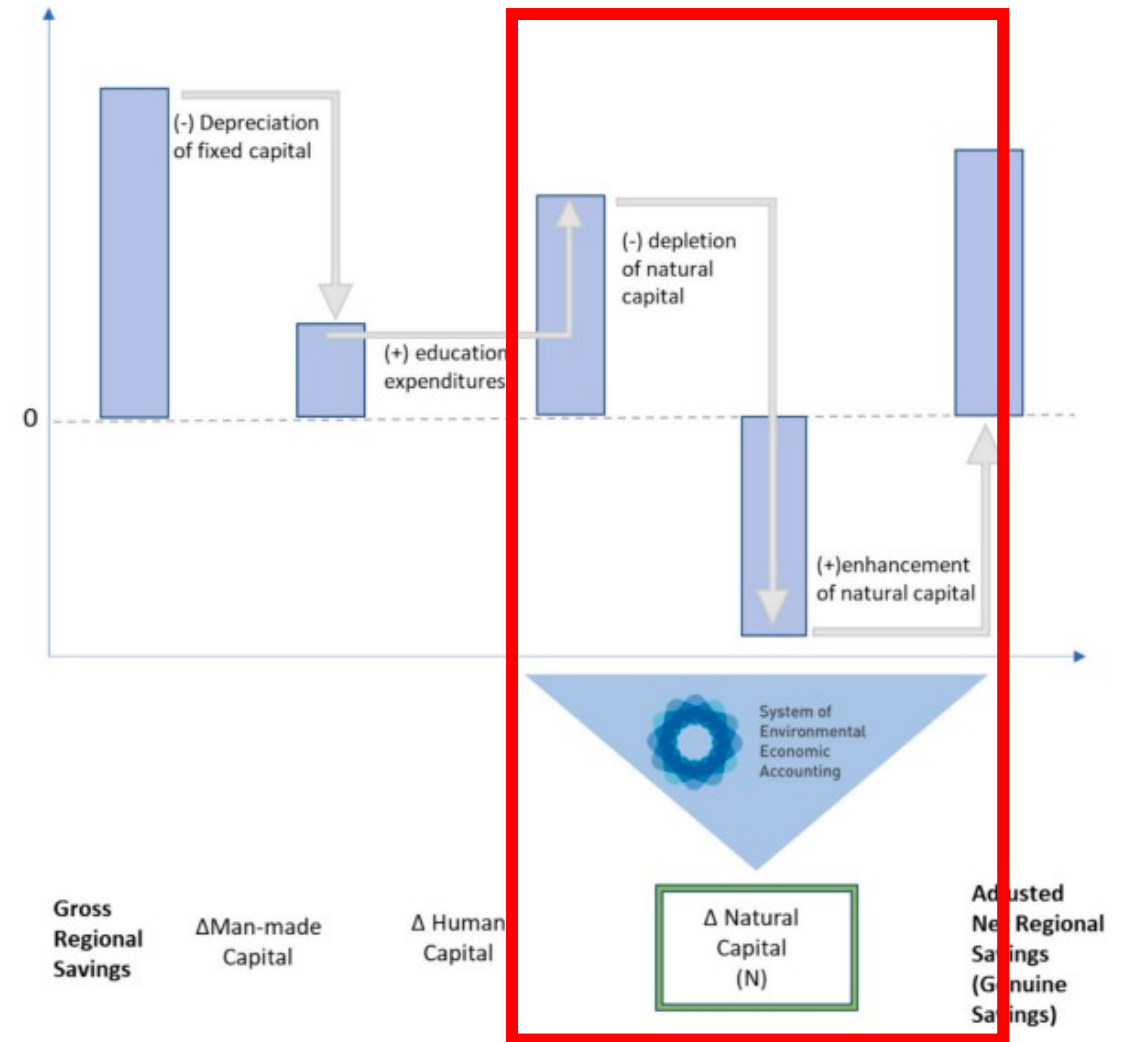 (-) Depreciation
of fixed capital
(-) depletion
of natural
capital
(+) education
expenditures
0
(+)enhancement
of natural capital
System of
Environmental
Economic
Accounting
Gross
Regional
Savings
ΔMan-made
Capital
Δ Human
Capital
Δ Natural
Capital
(N)
Adjusted
Net Regional
Savings
(Genuine
Savings)